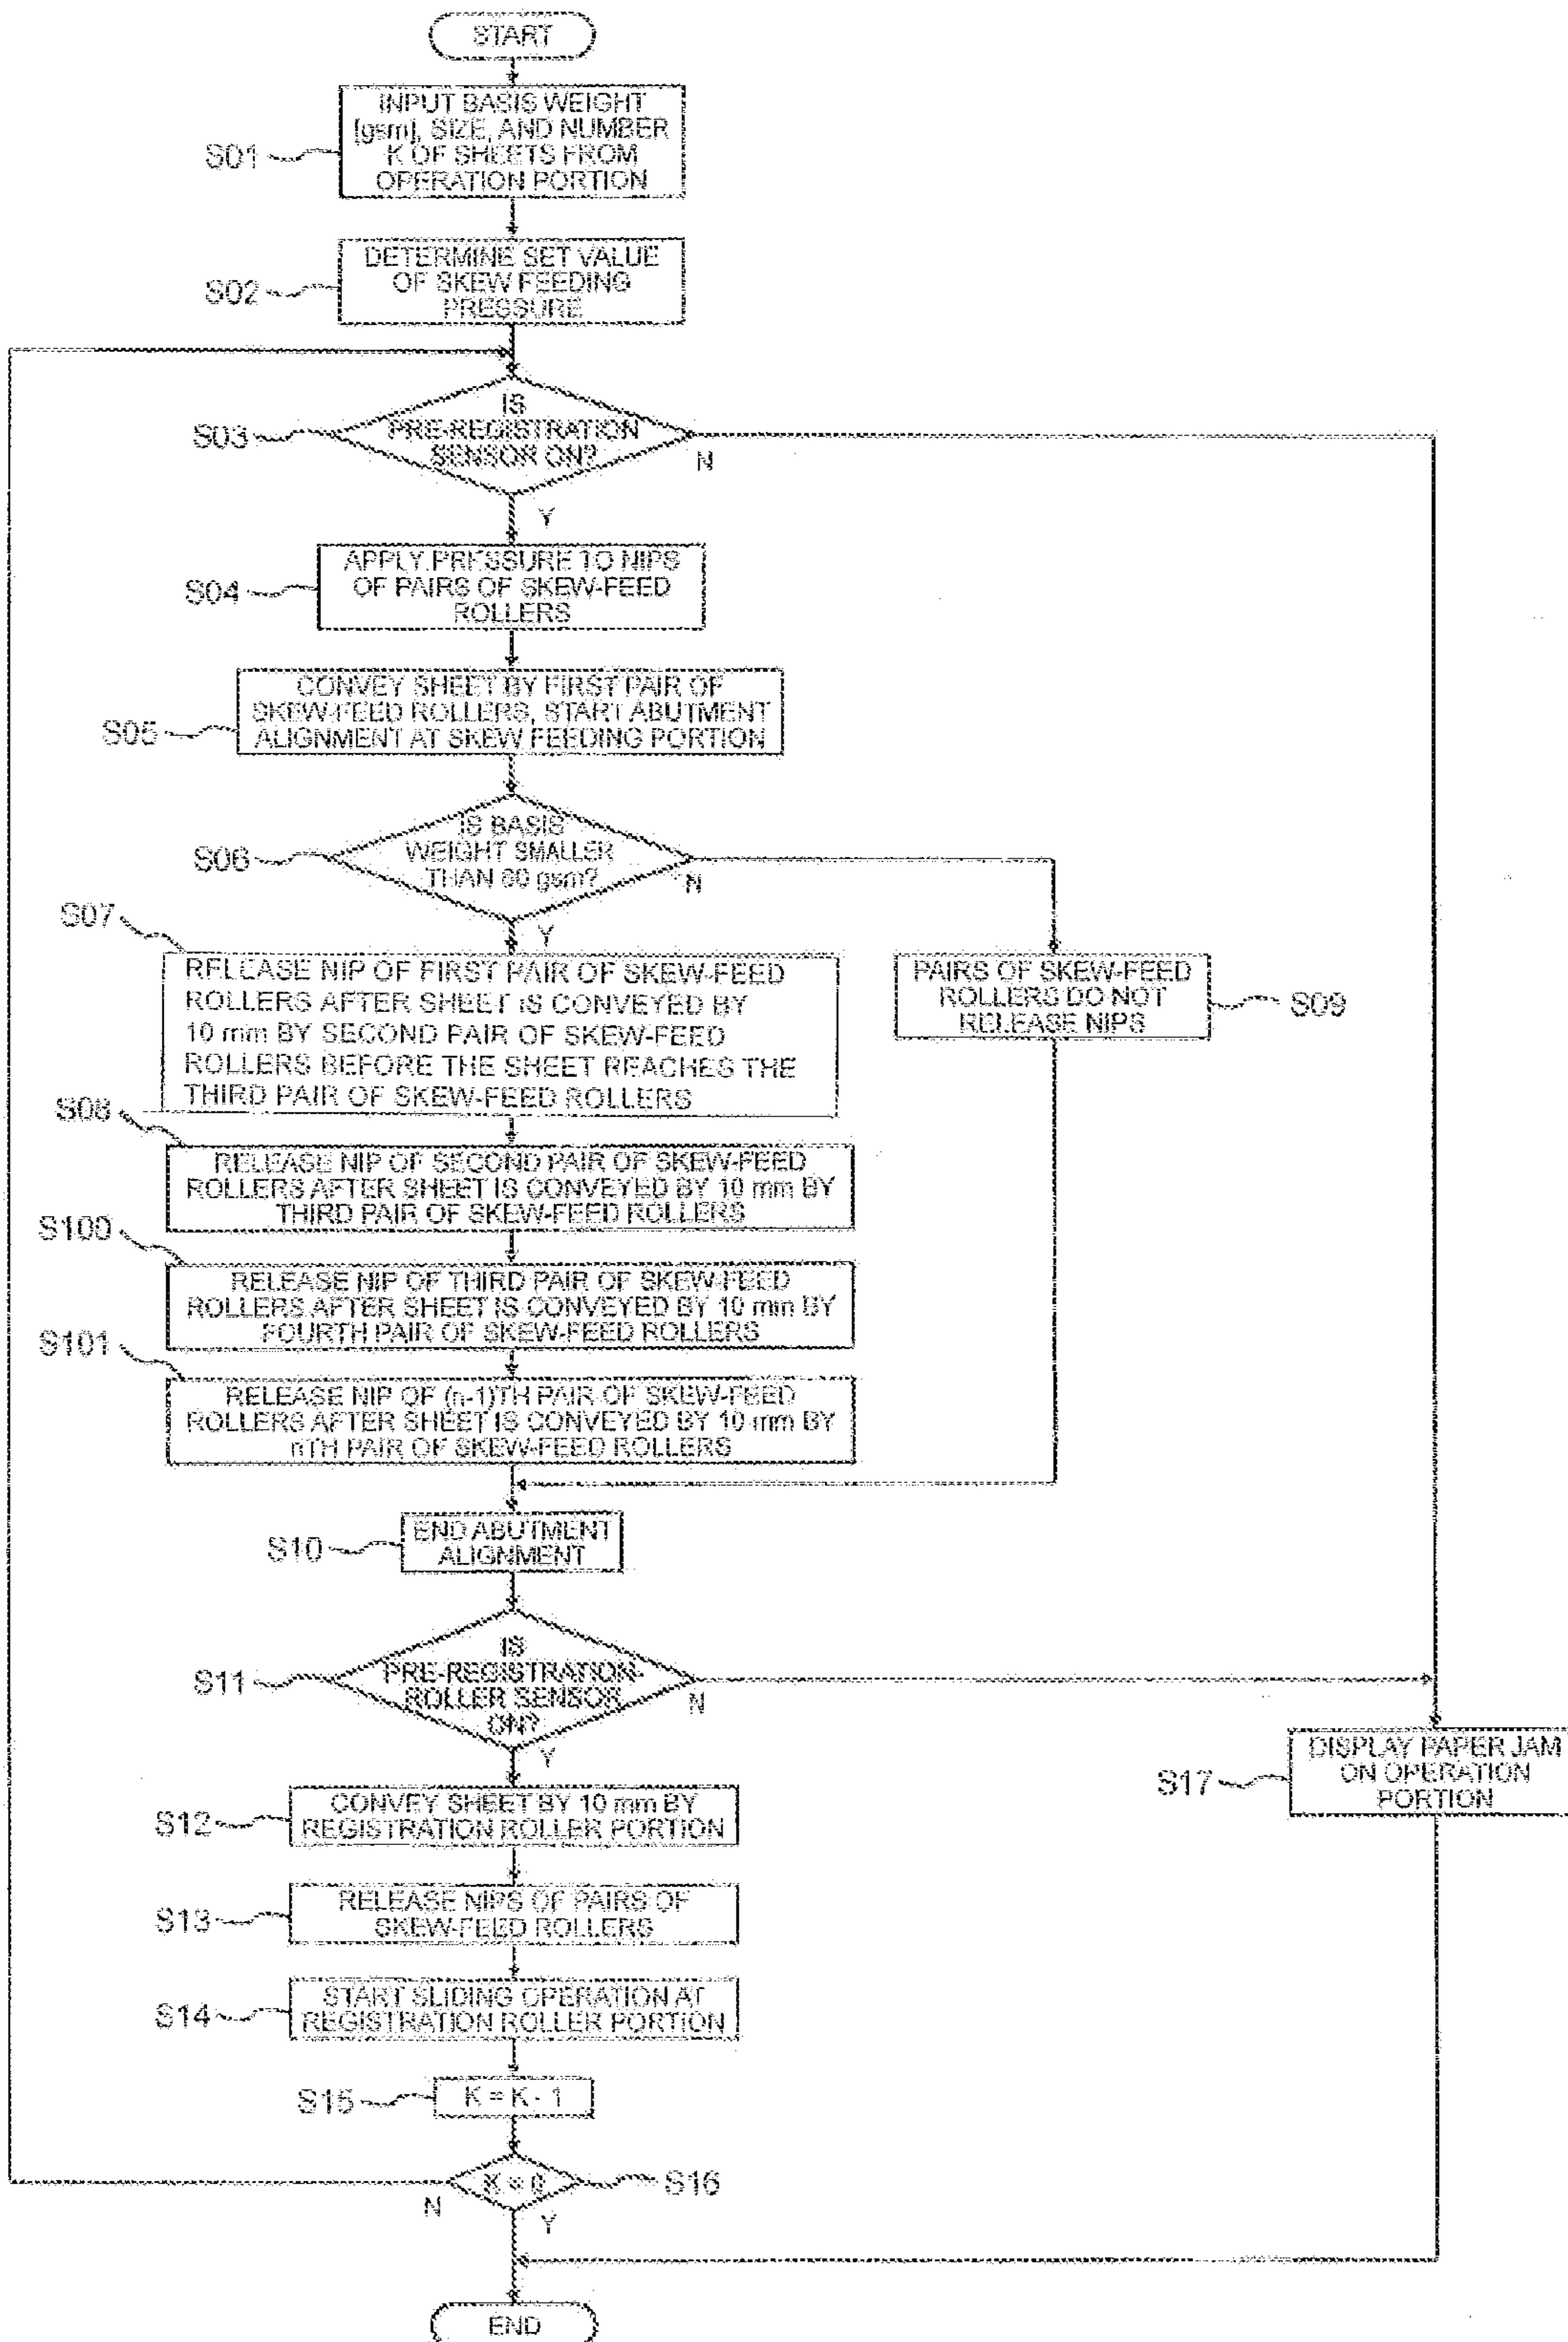 START
S01
INPUT BASIS WEIGHT
[gsm], SIZE, AND NUMBER
K OF SHEETS FROM
OPERATION PORTION
S02
DETERMINE SET VALUE
OF SKEW FEEDING
PRESSURE
S03
IS
PRE-REGISTRATION
SENSOR ON?
N
Y
S04
APPLY PRESSURE TO NIPS
OF PAIRS OF SKEW-FEED
ROLLERS
S05
CONVEY SHEET BY FIRST PAIR OF
SKEW-FEED ROLLERS, START ABUTMENT
ALIGNMENT AT SKEW FEEDING PORTION
S06
IS BASIS
WEIGHT SMALLER
THAN gsm?
N
Y
S07
RELEASE NIP OF FIRST PAIR OF SKEW-FEED
ROLLERS AFTER SHEET IS CONVEYED BY
10 mm BY SECOND PAIR OF SKEW-FEED
ROLLERS BEFORE THE SHEET REACHES THE
THIRD PAIR OF SKEW-FEED ROLLERS
PAIRS OF SKEW-FEED
ROLLERS DO NOT
RELEASE NIPS
S09
S08
RELEASE NIP OF SECOND PAIR OF SKEW-FEED
ROLLERS AFTER SHEET IS CONVEYED BY 10 mm BY
THIRD PAIR OF SKEW-FEED ROLLERS
S100
RELEASE NIP OF THIRD PAIR OF SKEW-FEED
ROLLERS AFTER SHEET IS CONVEYED BY 10 mm BY
FOURTH PAIR OF SKEW-FEED ROLLERS
S101
RELEASE NIP OF (n-1)TH PAIR OF SKEW-FEED
ROLLERS AFTER SHEET IS CONVEYED BY 10 mm BY
nTH PAIR OF SKEW-FEED ROLLERS
S10
END ABUTMENT
ALIGNMENT
S11
IS
PRE-REGISTRATION-
ROLLER SENSOR
ON?
N
Y
S17
DISPLAY PAPER JAM
ON OPERATION
PORTION
S12
CONVEY SHEET BY 10 mm BY
REGISTRATION ROLLER PORTION
S13
RELEASE NIPS OF PAIRS OF
SKEW-FEED ROLLERS
S14
START SLIDING OPERATION AT
REGISTRATION ROLLER PORTION
S15
K = K - 1
K = 0
S16
N
Y
END